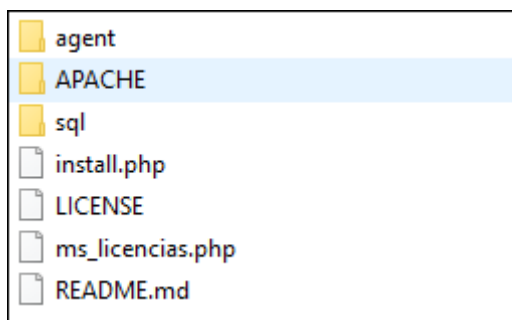 agent
APACHE
sql
install.php
LICENSE
ms_licencias.php
README.md